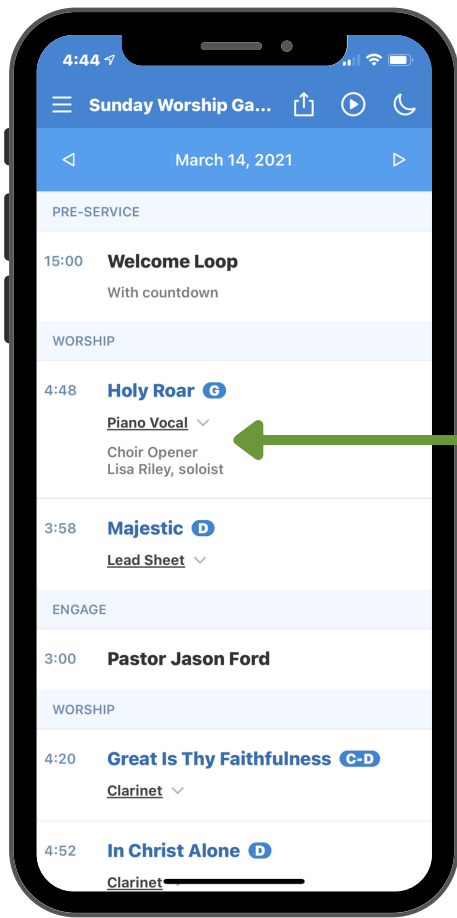 4:44
Sunday Worship Ga...
March 14, 2021
PRE-SERVICE
15:00 Welcome Loop
With countdown
WORSHIP
4:48 Holy Roar G
Piano Vocal
Choir Opener
Lisa Riley, soloist
3:58 Majestic D
Lead Sheet
ENGAGE
3:00 Pastor Jason Ford
WORSHIP
4:20 Great Is Thy Faithfulness C-D
Clarinet
4:52 In Christ Alone D
Clarinet